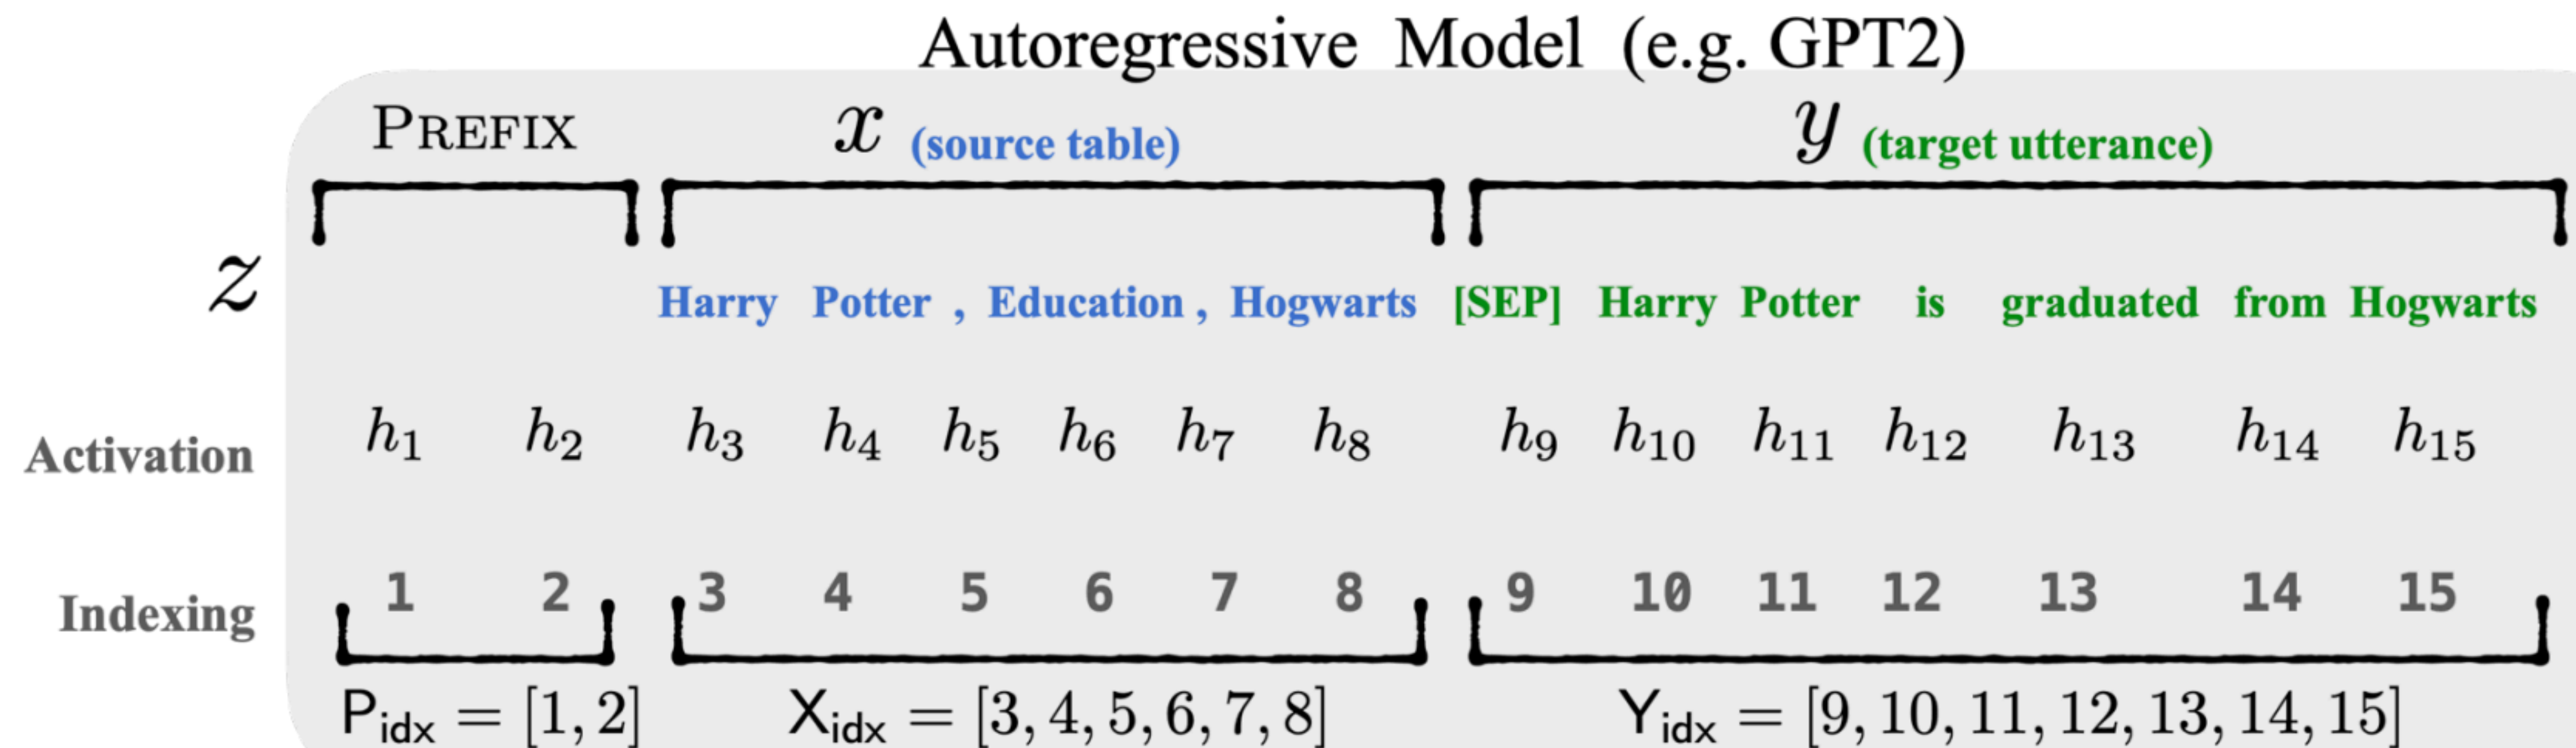 Autoregressive Model (e.g. GPT2)
PREFIX x (source table) y (target utterance)
z Harry Potter , Education , Hogwarts [SEP] Harry Potter is graduated from Hogwarts
Activation h₁ h₂ h₃ h₄ h₅ h₆ h₇ h₈ h₉ h₁₀ h₁₁ h₁₂ h₁₃ h₁₄ h₁₅
Indexing 1 2 3 4 5 6 7 8 9 10 11 12 13 14 15
P_idx = [1, 2] X_idx = [3, 4, 5, 6, 7, 8] Y_idx = [9, 10, 11, 12, 13, 14, 15]